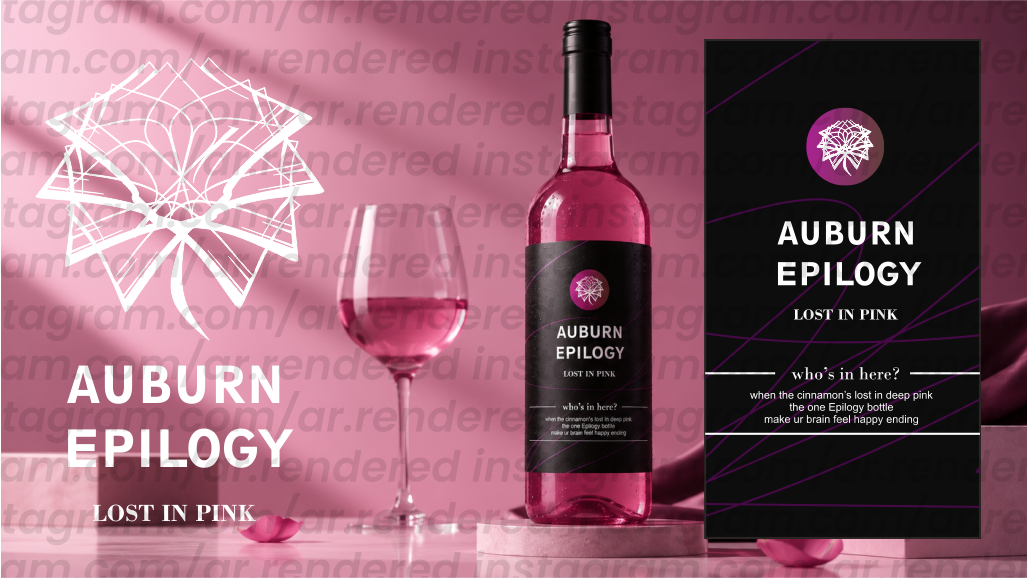 instagram.com/ar.rendered
AUBURN
EPILOGY
LOST IN PINK
AUBURN
EPILOGY
LOST IN PINK
who's in here?
when the cinnamon's lost in deep pink
the one Epilogy bottle
make ur brain feel happy ending
AUBURN
EPILOGY
LOST IN PINK
who's in here?
when the cinnamon's lost in deep pink
the one Epilogy bottle
make ur brain feel happy ending